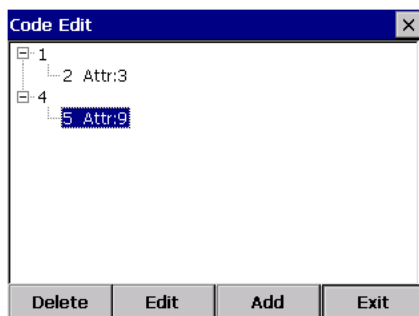 Code Edit
1
2 Attr:3
4
5 Attr:9
Delete Edit Add Exit